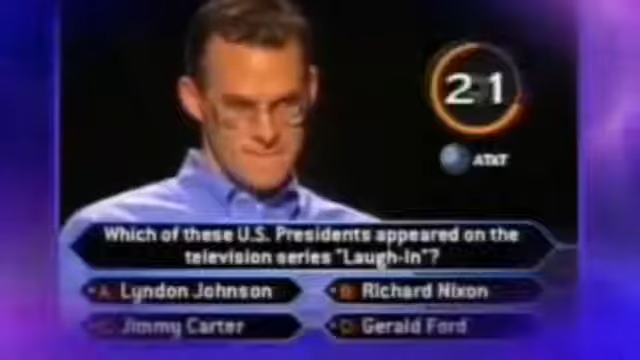 21
AT&T
Which of these U.S. Presidents appeared on the
television series "Laugh-In"?
A: Lyndon Johnson
B: Richard Nixon
C: Jimmy Carter
D: Gerald Ford